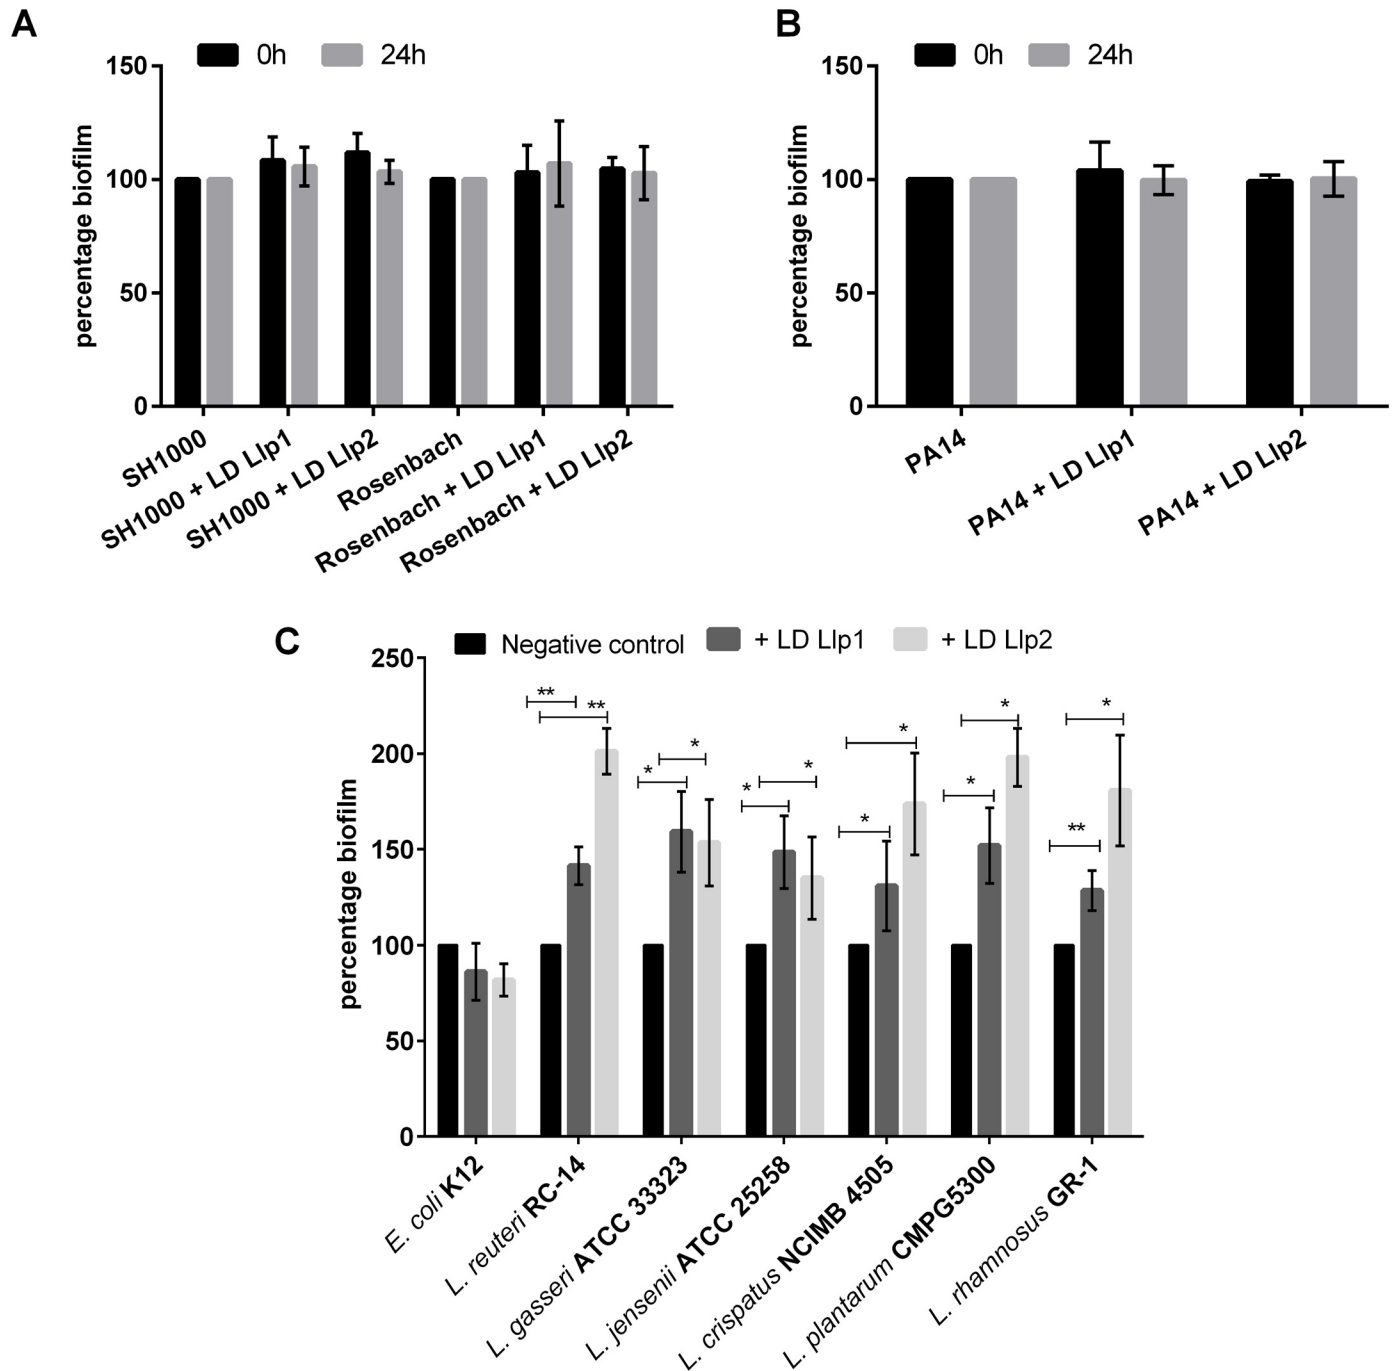 A
0h 24h
150
100
50
0
percentage biofilm
SH1000
SH1000 + LD Llp1
SH1000 + LD Llp2
Rosenbach
Rosenbach + LD Llp1
Rosenbach + LD Llp2
B
0h 24h
150
100
50
0
percentage biofilm
PA14
PA14 + LD Llp1
PA14 + LD Llp2
C
Negative control + LD Llp1 + LD Llp2
250
200
150
100
50
0
percentage biofilm
** **
* *
* *
* *
* *
** *
E. coli K12
L. reuteri RC-14
L. gasseri ATCC 33323
L. jensenii ATCC 25258
L. crispatus NCIMB 4505
L. plantarum CMPG5300
L. rhamnosus GR-1